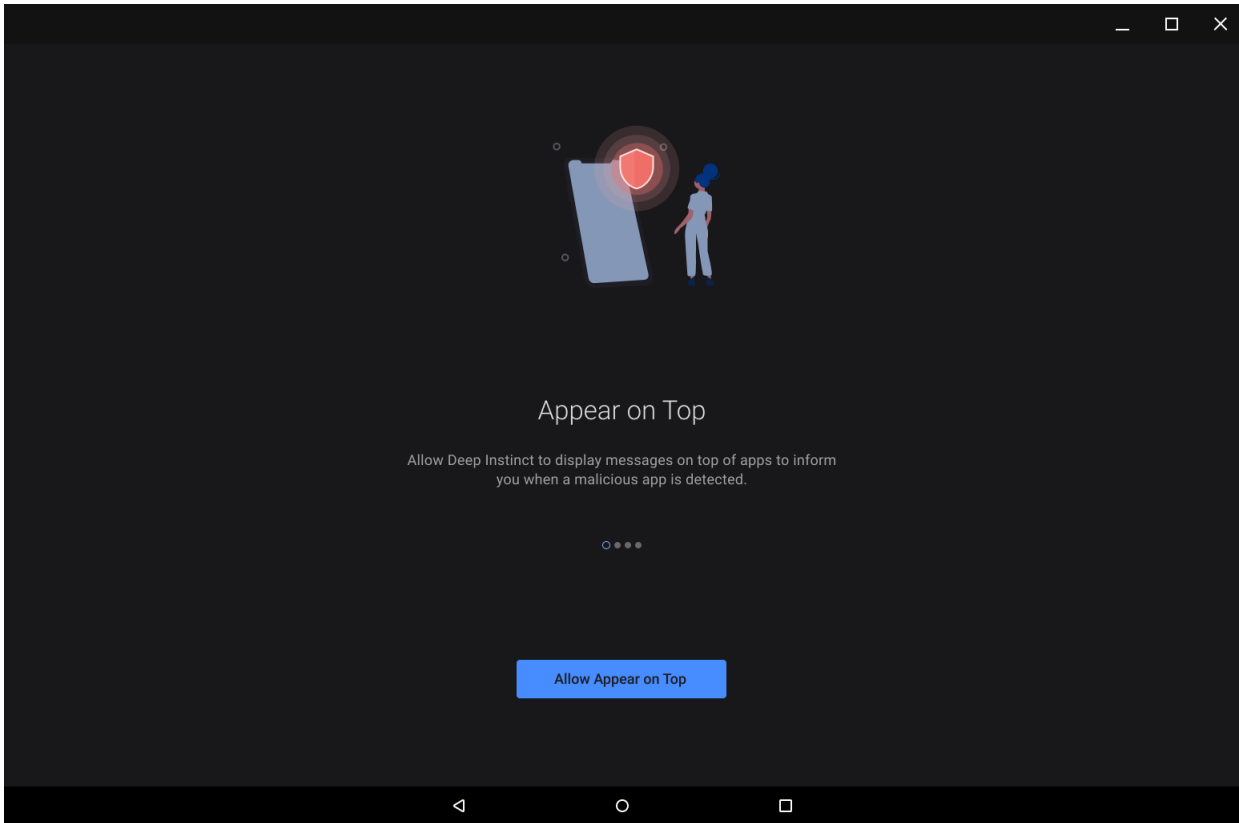 Appear on Top
Allow Deep Instinct to display messages on top of apps to inform
you when a malicious app is detected.
Allow Appear on Top